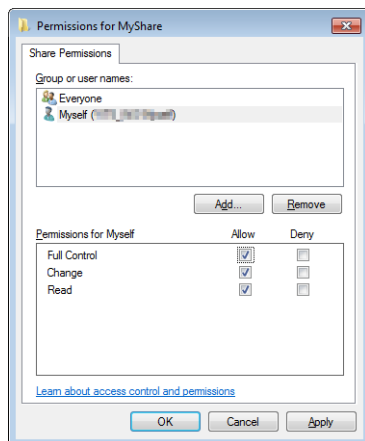 Permissions for MyShare
Share Permissions
Group or user names:
Everyone
Myself (
Add... Remove
Permissions for Myself Allow Deny
Full Control
Change
Read
Learn about access control and permissions
OK Cancel Apply